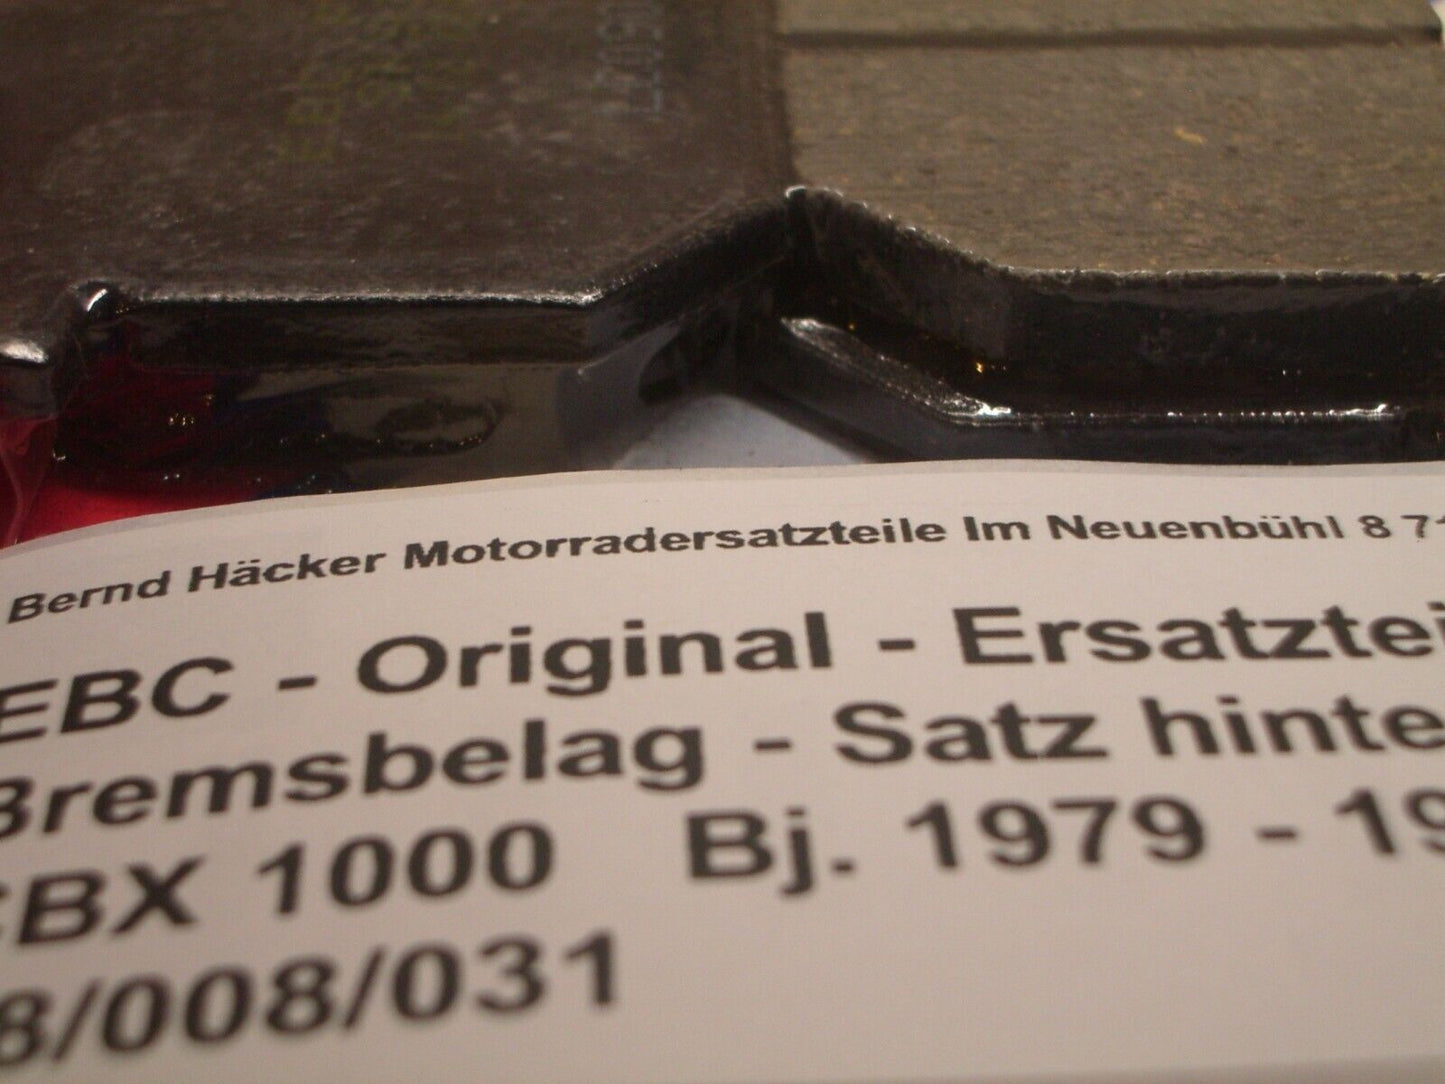 Bernd Häcker Motorradersatzteile Im Neuenbühl 8 7
EBC - Original - Ersatztei
Bremsbelag - Satz hinte
CBX 1000 Bj. 1979 - 19
8/008/031